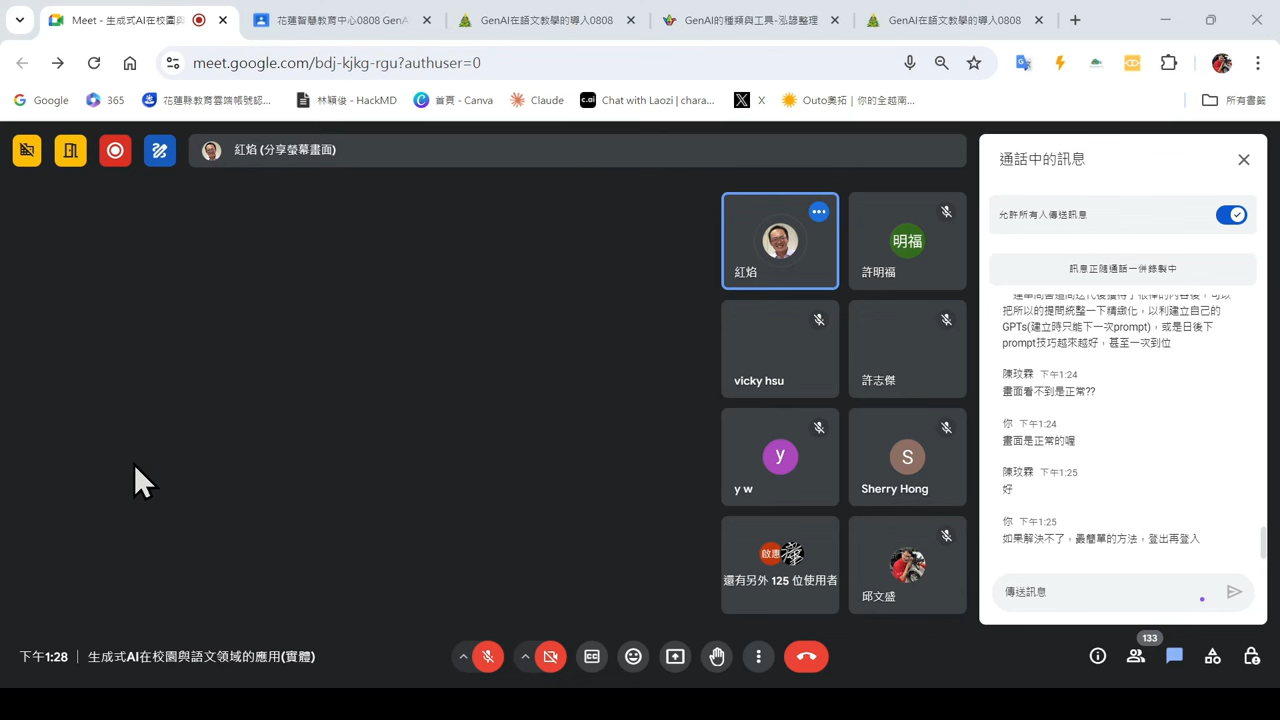 Meet - 生成式AI在校園與
花蓮智慧教育中心0808 GenA
GenAI在語文教學的導入0808
GenAI的種類與工具-泓諺整理
GenAI在語文教學的導入0808
meet.google.com/bdj-kjkg-rgu?authuser=0
Google
365
花蓮縣教育雲端帳號認...
林穎俊 - HackMD
首頁 - Canva
Claude
c.ai
Chat with Laozi | chara...
X
Outo奧拓｜你的全越南...
所有書籤
紅焰 (分享螢幕畫面)
紅焰
明福
許明福
vicky hsu
許志傑
y
y w
S
Sherry Hong
啟惠
還有另外 125 位使用者
邱文盛
通話中的訊息
允許所有人傳送訊息
訊息正隨通話一併錄製中
把所以的提問統整一下精緻化，以利建立自己的
GPTs(建立時只能下一次prompt)，或是日後下
prompt技巧越來越好，甚至一次到位
陳玟霖 下午1:24
畫面看不到是正常??
你 下午1:24
畫面是正常的喔
陳玟霖 下午1:25
好
你 下午1:25
如果解決不了，最簡單的方法，登出再登入
傳送訊息
下午1:28 | 生成式AI在校園與語文領域的應用(實體)
133